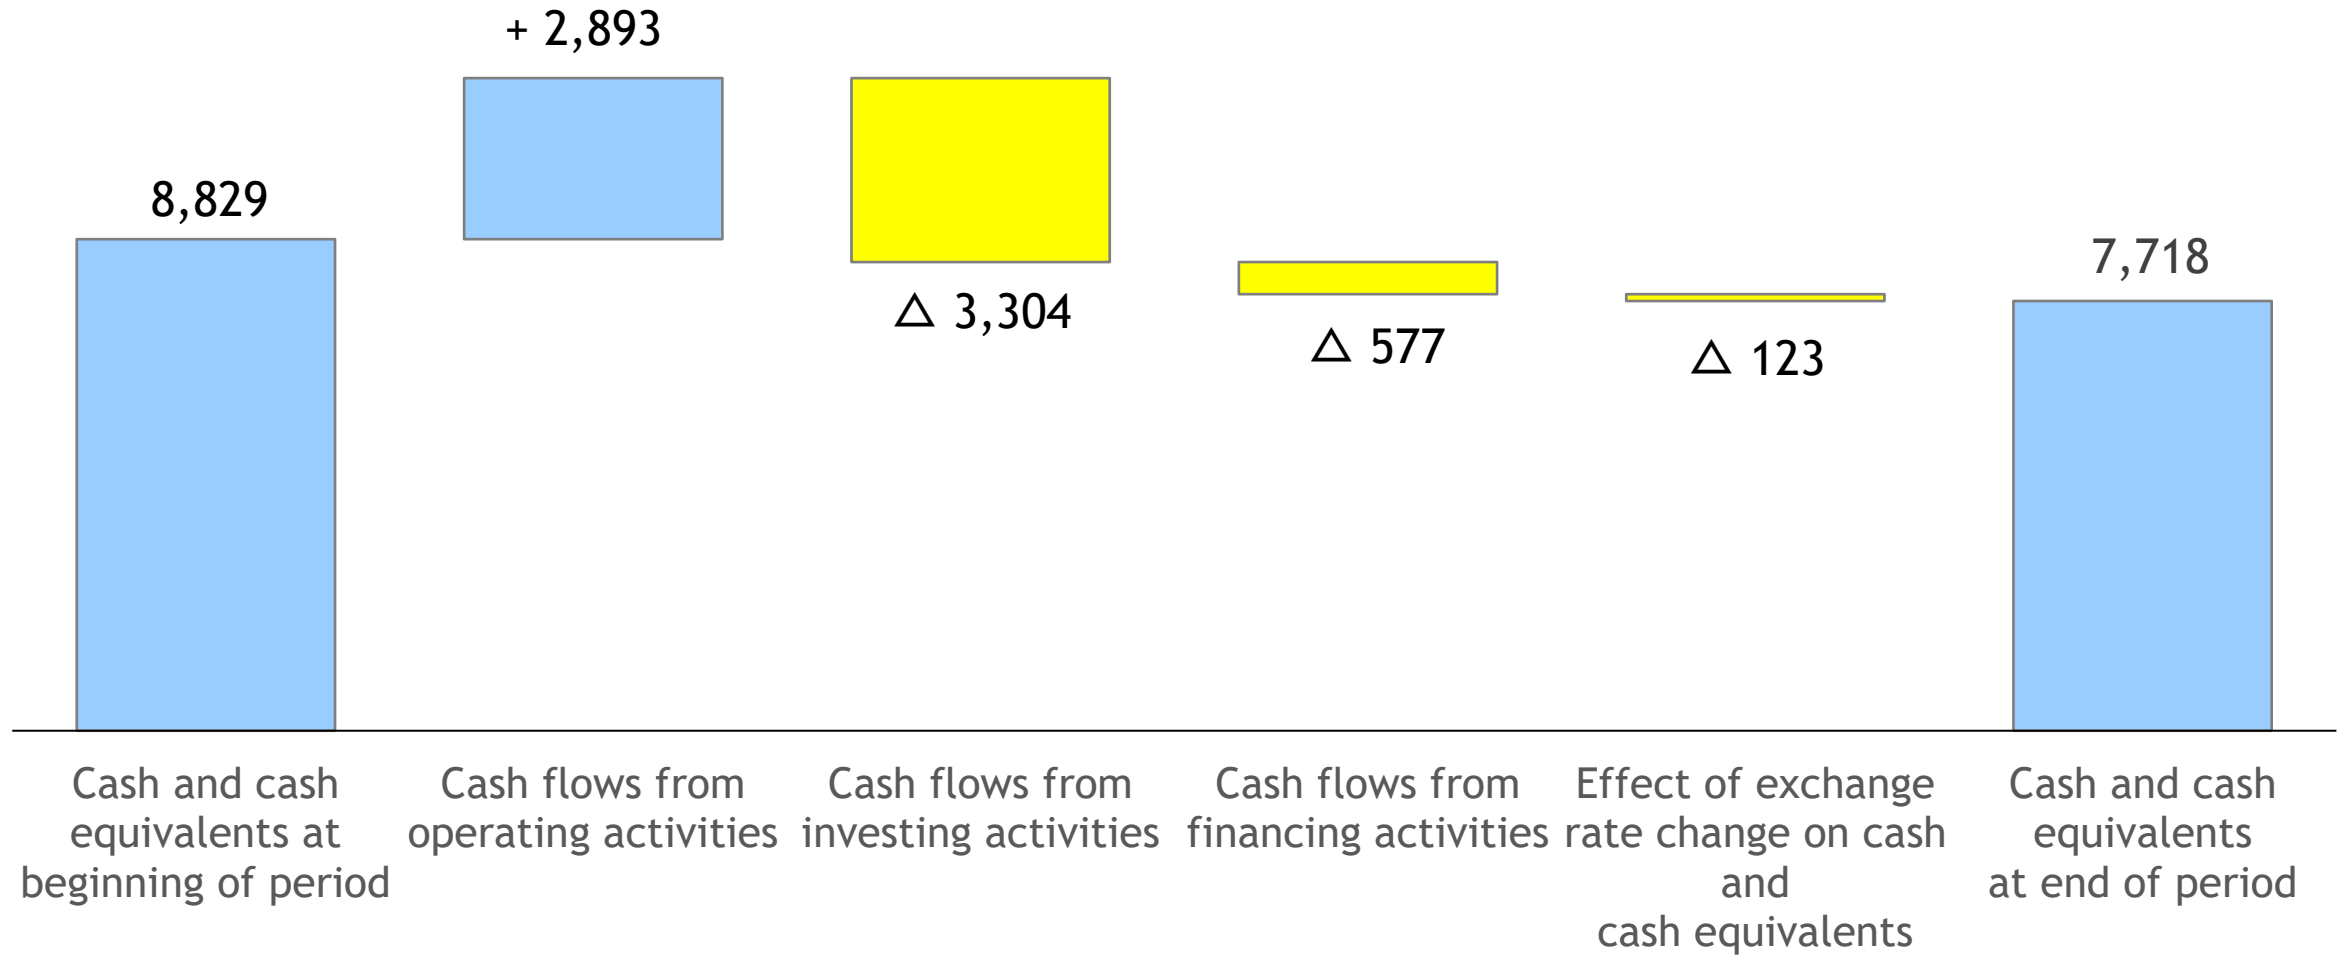 + 2,893
8,829
△ 3,304
△ 577
△ 123
7,718
Cash and cash
equivalents at
beginning of period
Cash flows from
operating activities
Cash flows from
investing activities
Cash flows from
financing activities
Effect of exchange
rate change on cash
and
cash equivalents
Cash and cash
equivalents
at end of period